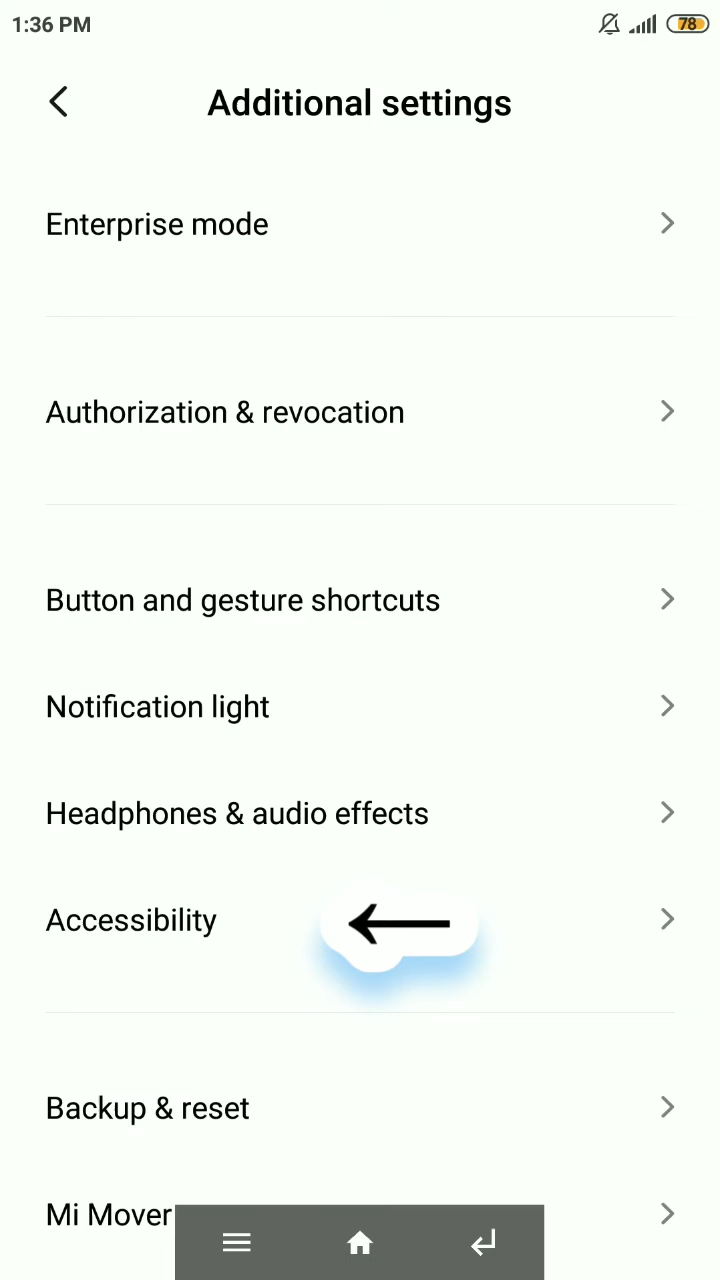 1:36 PM
78
Additional settings
Enterprise mode
Authorization & revocation
Button and gesture shortcuts
Notification light
Headphones & audio effects
Accessibility
Backup & reset
Mi Mover